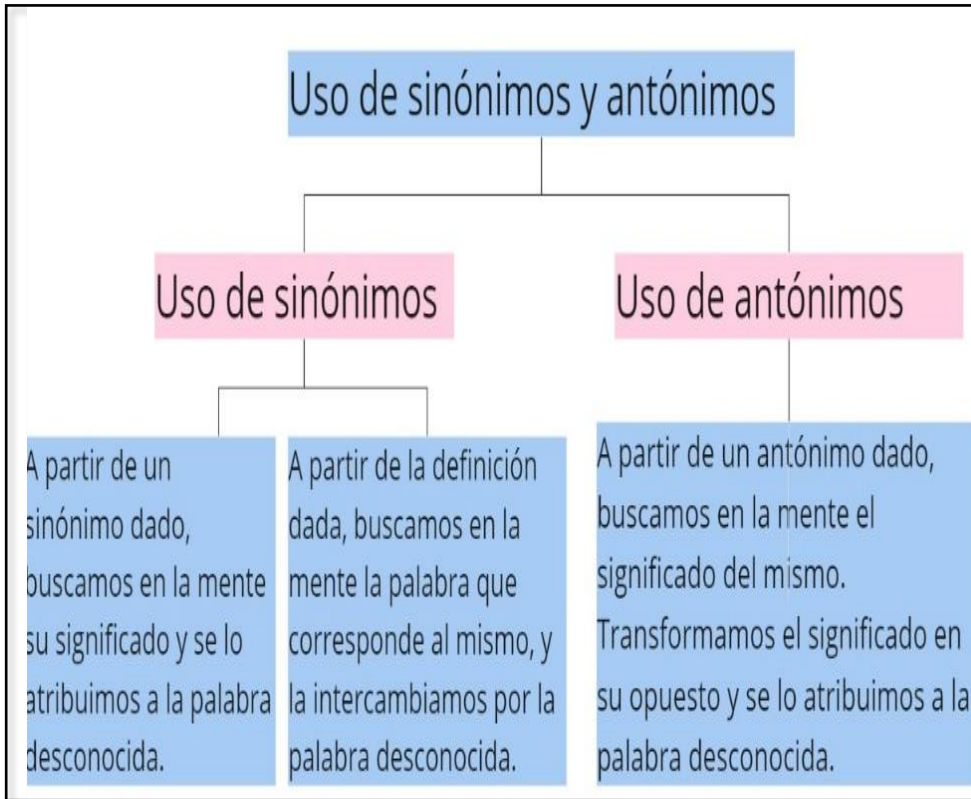 Uso de sinónimos y antónimos
Uso de sinónimos
Uso de antónimos
A partir de un
sinónimo dado,
buscamos en la mente
su significado y se lo
atribuimos a la palabra
desconocida.
A partir de la definición
dada, buscamos en la
mente la palabra que
corresponde al mismo, y
la intercambiamos por la
palabra desconocida.
A partir de un antónimo dado,
buscamos en la mente el
significado del mismo.
Transformamos el significado en
su opuesto y se lo atribuimos a la
palabra desconocida.